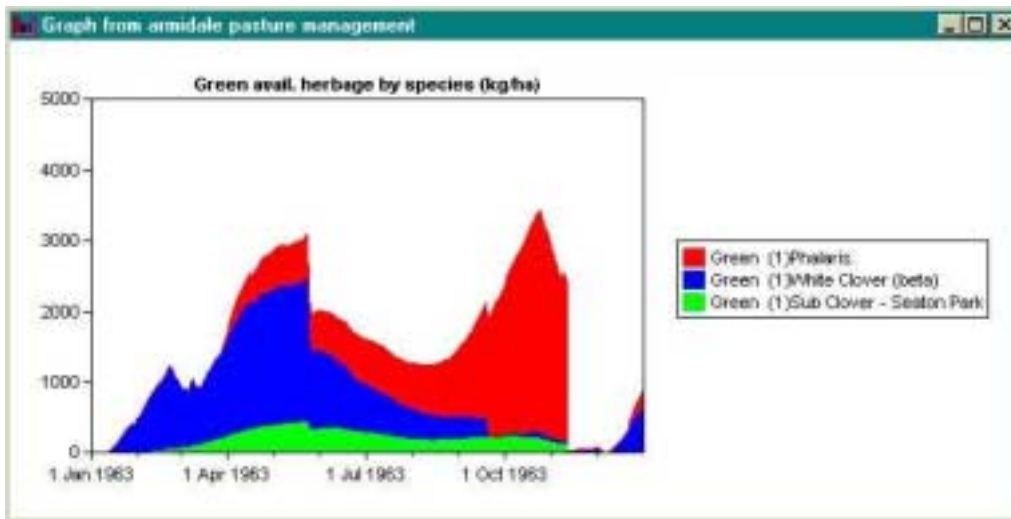 Graph from armidale pasture management
Green avail. herbage by species (kg/ha)
5000
4000
3000
2000
1000
0
1 Jan 1963
1 Apr 1963
1 Jul 1963
1 Oct 1963
Green (1)Phalaris
Green (1)White Clover (beta)
Green (1)Sub Clover - Seaton Park